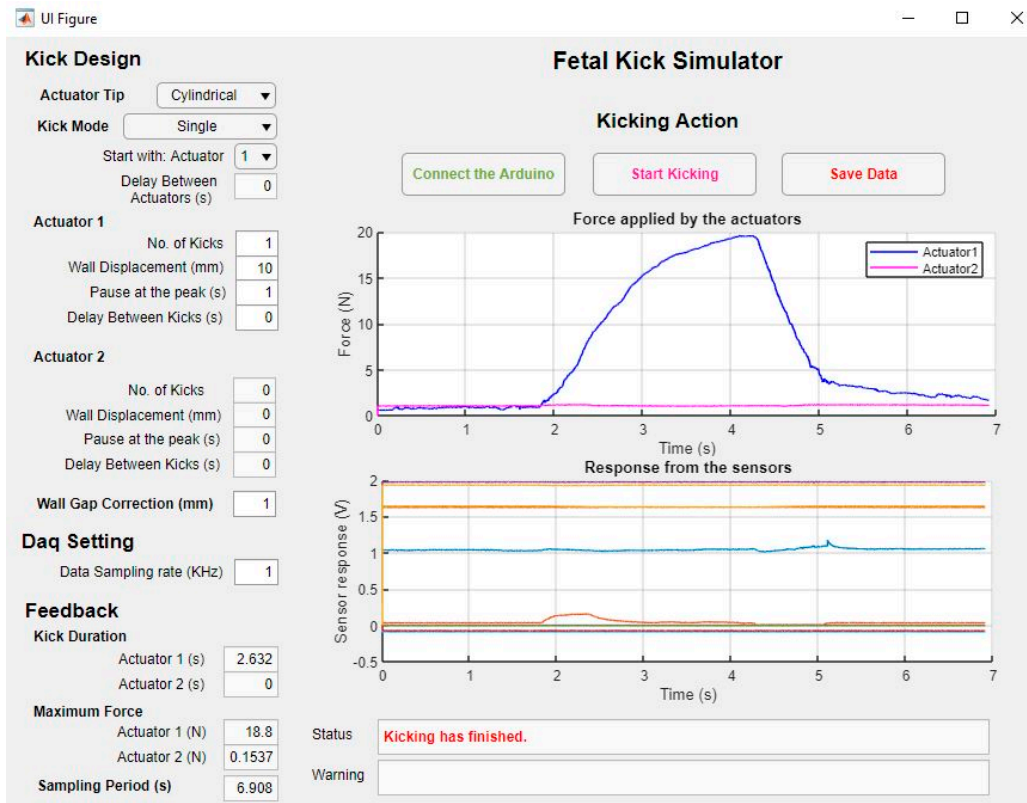 UI Figure
Kick Design
Actuator Tip Cylindrical
Kick Mode Single
Start with: Actuator 1
Delay Between
Actuators (s) 0
Actuator 1
No. of Kicks 1
Wall Displacement (mm) 10
Pause at the peak (s) 1
Delay Between Kicks (s) 0
Actuator 2
No. of Kicks 0
Wall Displacement (mm) 0
Pause at the peak (s) 0
Delay Between Kicks (s) 0
Wall Gap Correction (mm) 1
Daq Setting
Data Sampling rate (KHz) 1
Feedback
Kick Duration
Actuator 1 (s) 2.632
Actuator 2 (s) 0
Maximum Force
Actuator 1 (N) 18.8
Actuator 2 (N) 0.1537
Sampling Period (s) 6.908
Fetal Kick Simulator
Kicking Action
Connect the Arduino Start Kicking Save Data
Force applied by the actuators
Force (N)
20
15
10
5
0
Actuator1
Actuator2
0 1 2 3 4 5 6 7
Time (s)
Response from the sensors
Sensor response (V)
2
1.5
1
0.5
0
-0.5
0 1 2 3 4 5 6 7
Time (s)
Status Kicking has finished.
Warning